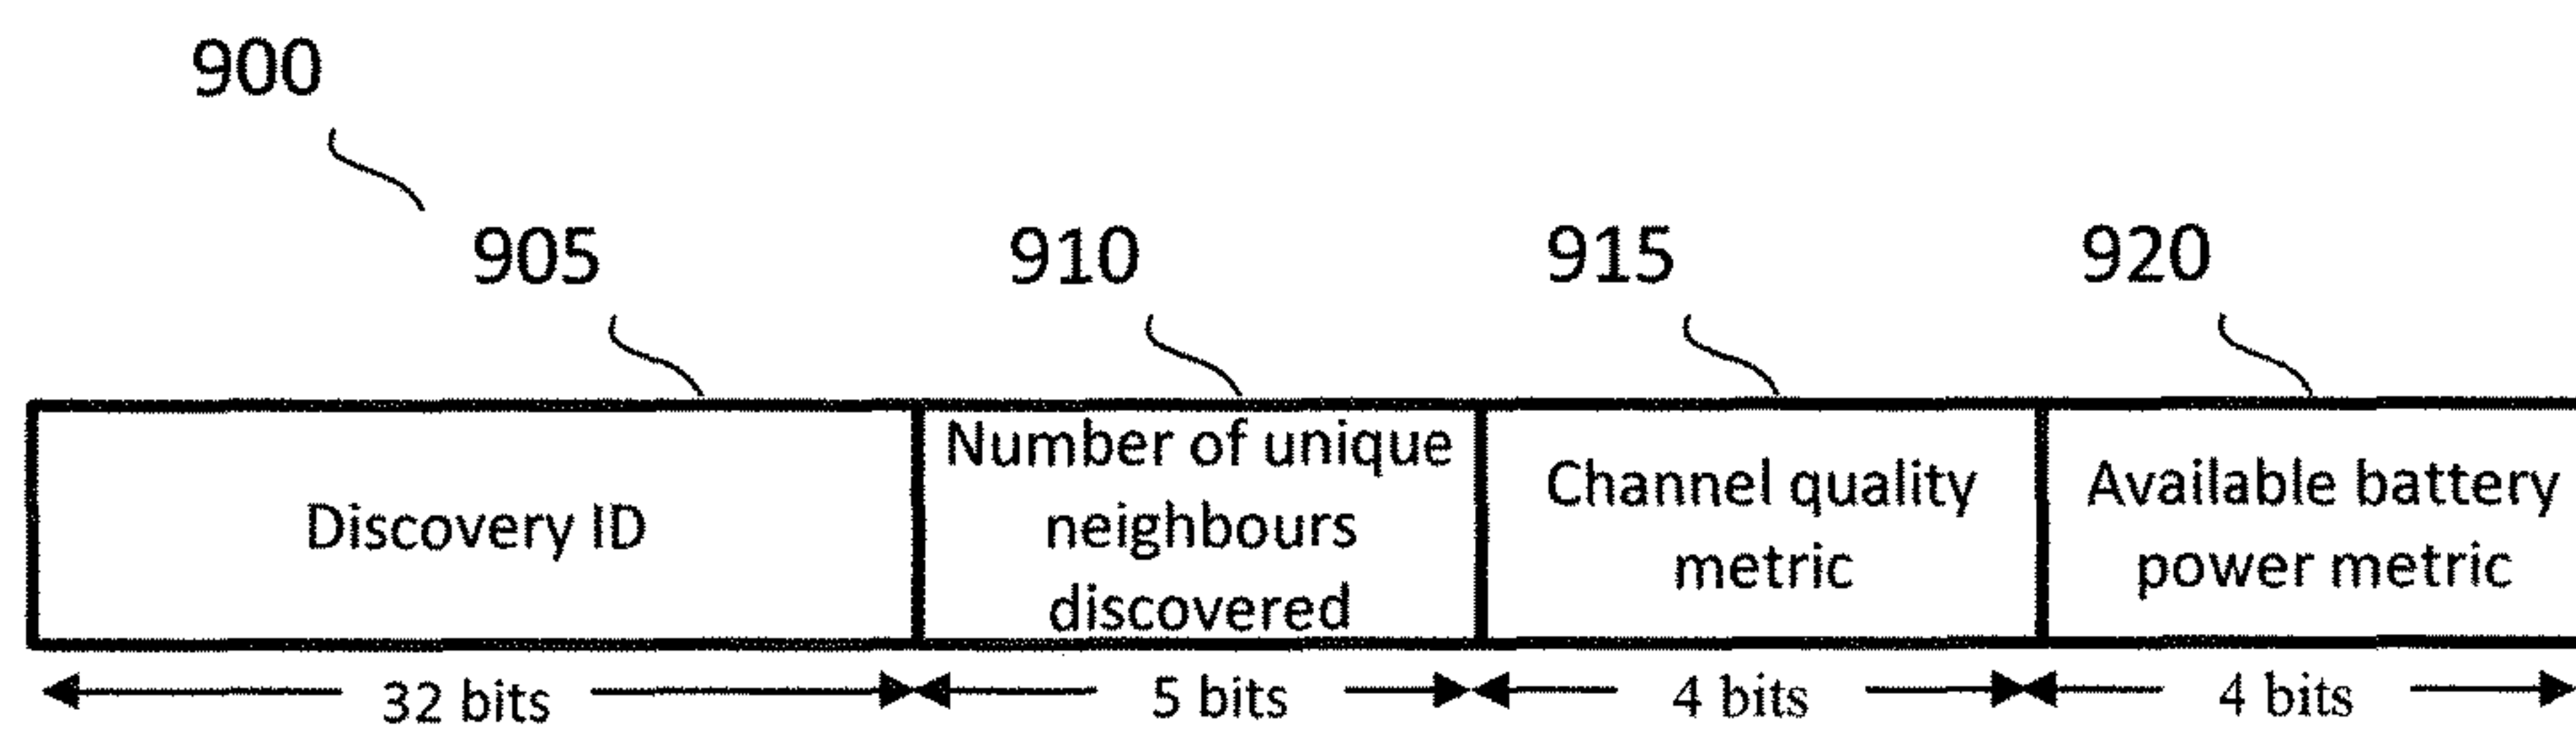 900
905
910
915
920
Discovery ID
Number of unique
neighbours
discovered
Channel quality
metric
Available battery
power metric
32 bits
5 bits
4 bits
4 bits